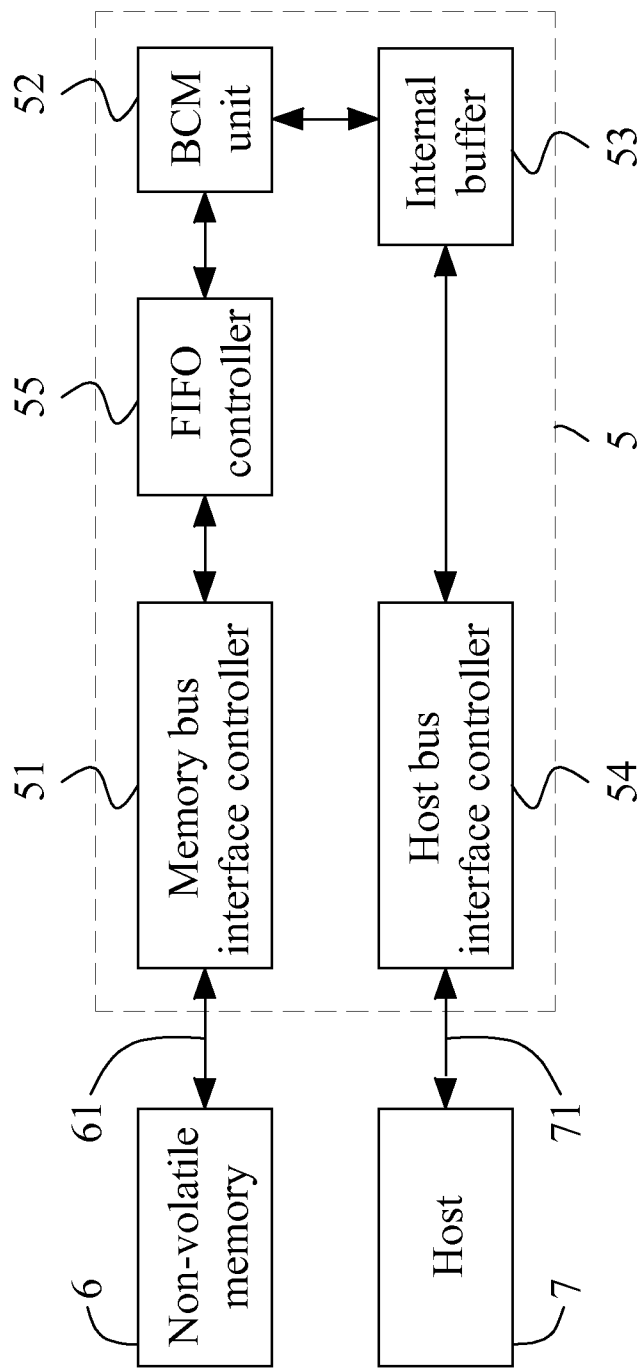 6
61
51
55
52
Non-volatile
memory
Memory bus
interface controller
FIFO
controller
BCM
unit
Host
Host bus
interface controller
Internal
buffer
7
71
54
5
53